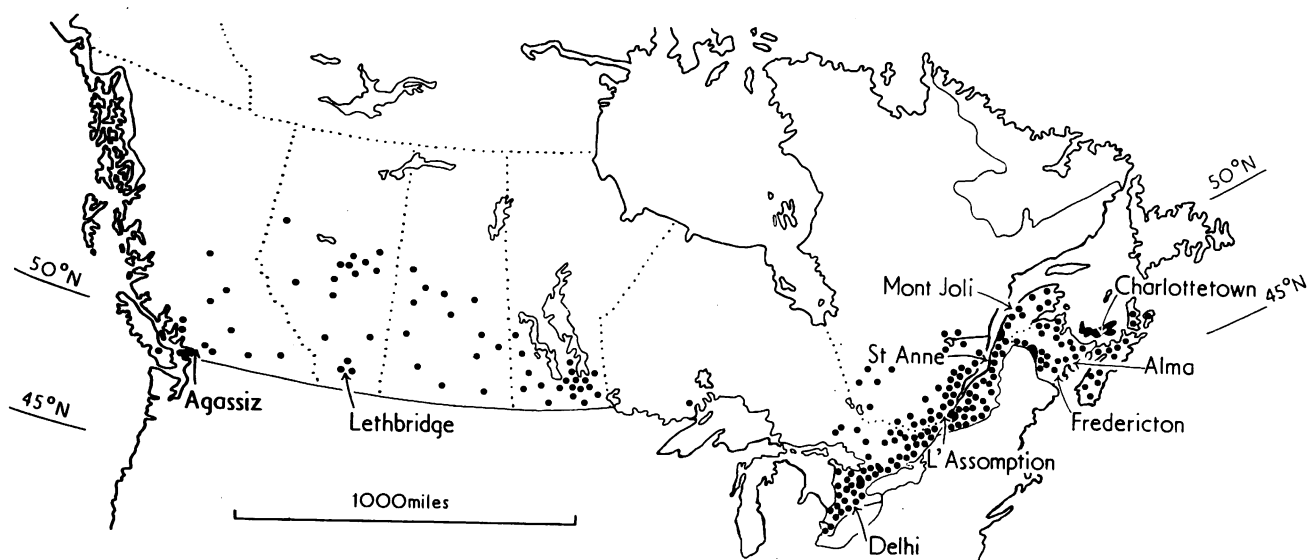 50°N
50°N
45°N
Mont Joli
Charlottetown
St Anne
Alma
45°N
Agassiz
Lethbridge
Fredericton
L'Assomption
1000miles
Delhi